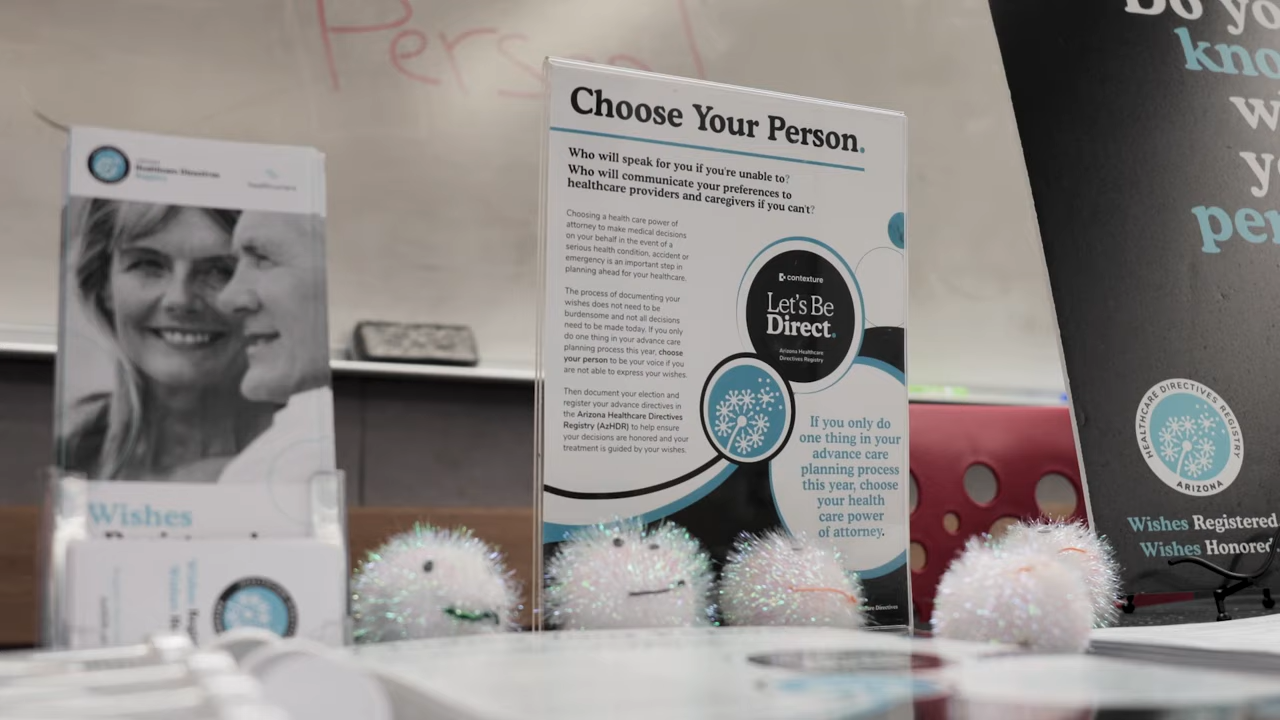 Person!
Healthcare Directives
Registry
Wishes
Choose Your Person.
Who will speak for you if you're unable to?
Who will communicate your preferences to
healthcare providers and caregivers if you can't?
Choosing a health care power of
attorney to make medical decisions
on your behalf in the event of a
serious health condition, accident or
emergency is an important step in
planning ahead for your healthcare.
The process of documenting your
wishes does not need to be
burdensome and not all decisions
need to be made today. If you only
do one thing in your advance care
planning process this year, choose
your person to be your voice if you
are not able to express your wishes.
Then document your election and
register your advance directives in
the Arizona Healthcare Directives
Registry (AzHDR) to help ensure
your decisions are honored and your
treatment is guided by your wishes.
contexture
Let's Be
Direct.
Arizona Healthcare
Directives Registry
If you only do
one thing in your
advance care
planning process
this year, choose
your health
care power
of attorney.
Do yo
kno
w
y
per
HEALTHCARE DIRECTIVES REGISTRY
ARIZONA
Wishes Registered
Wishes Honored